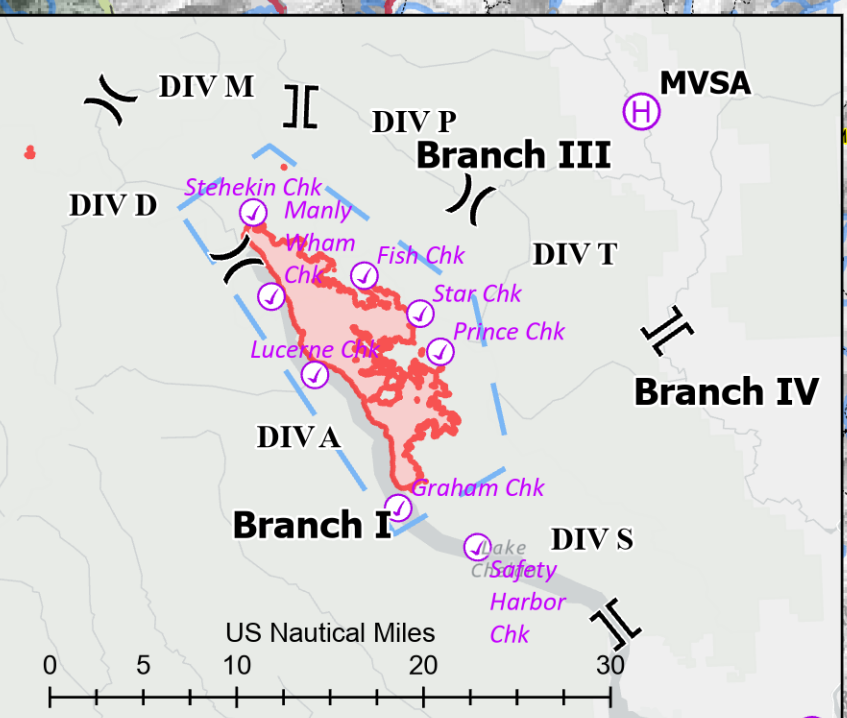 MVSA
H
DIV M
DIV P
Branch III
Stehekin Chk
DIV D
Manly
Wham
Chk
Fish Chk
DIV T
Star Chk
Prince Chk
Lucerne Chk
Branch IV
DIV A
Graham Chk
Branch I
DIV S
Lake
Safety
Harbor
Chk
US Nautical Miles
0 5 10 20 30